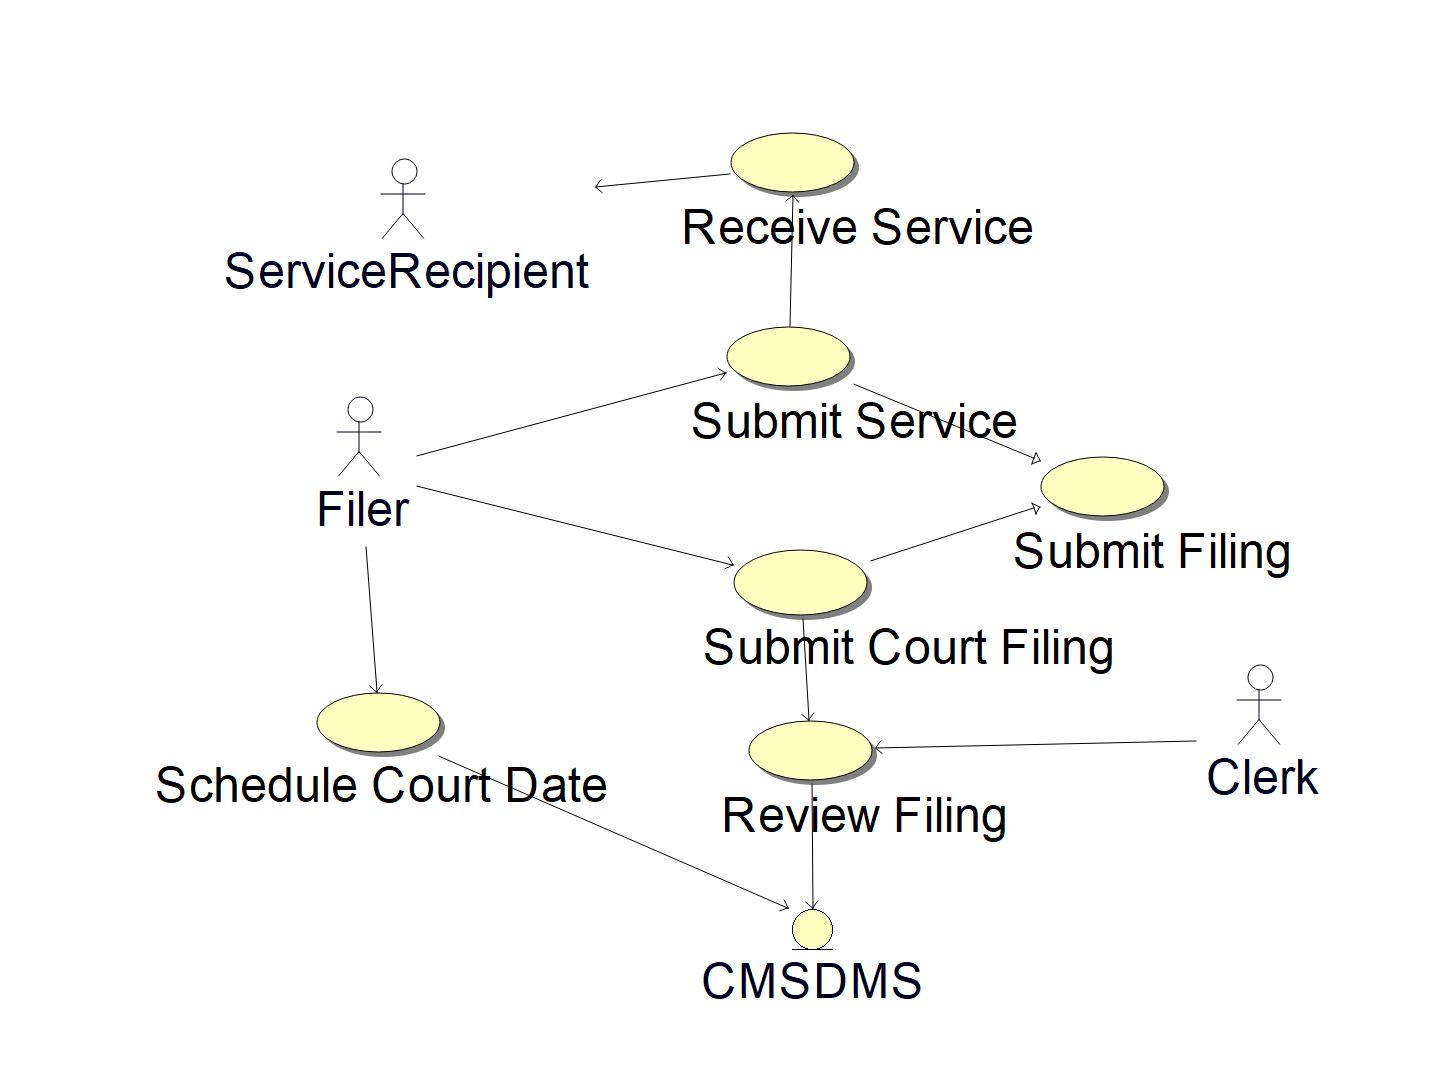 Receive Service
ServiceRecipient
Submit Service
Filer
Submit Filing
Submit Court Filing
Clerk
Schedule Court Date
Review Filing
CMSDMS